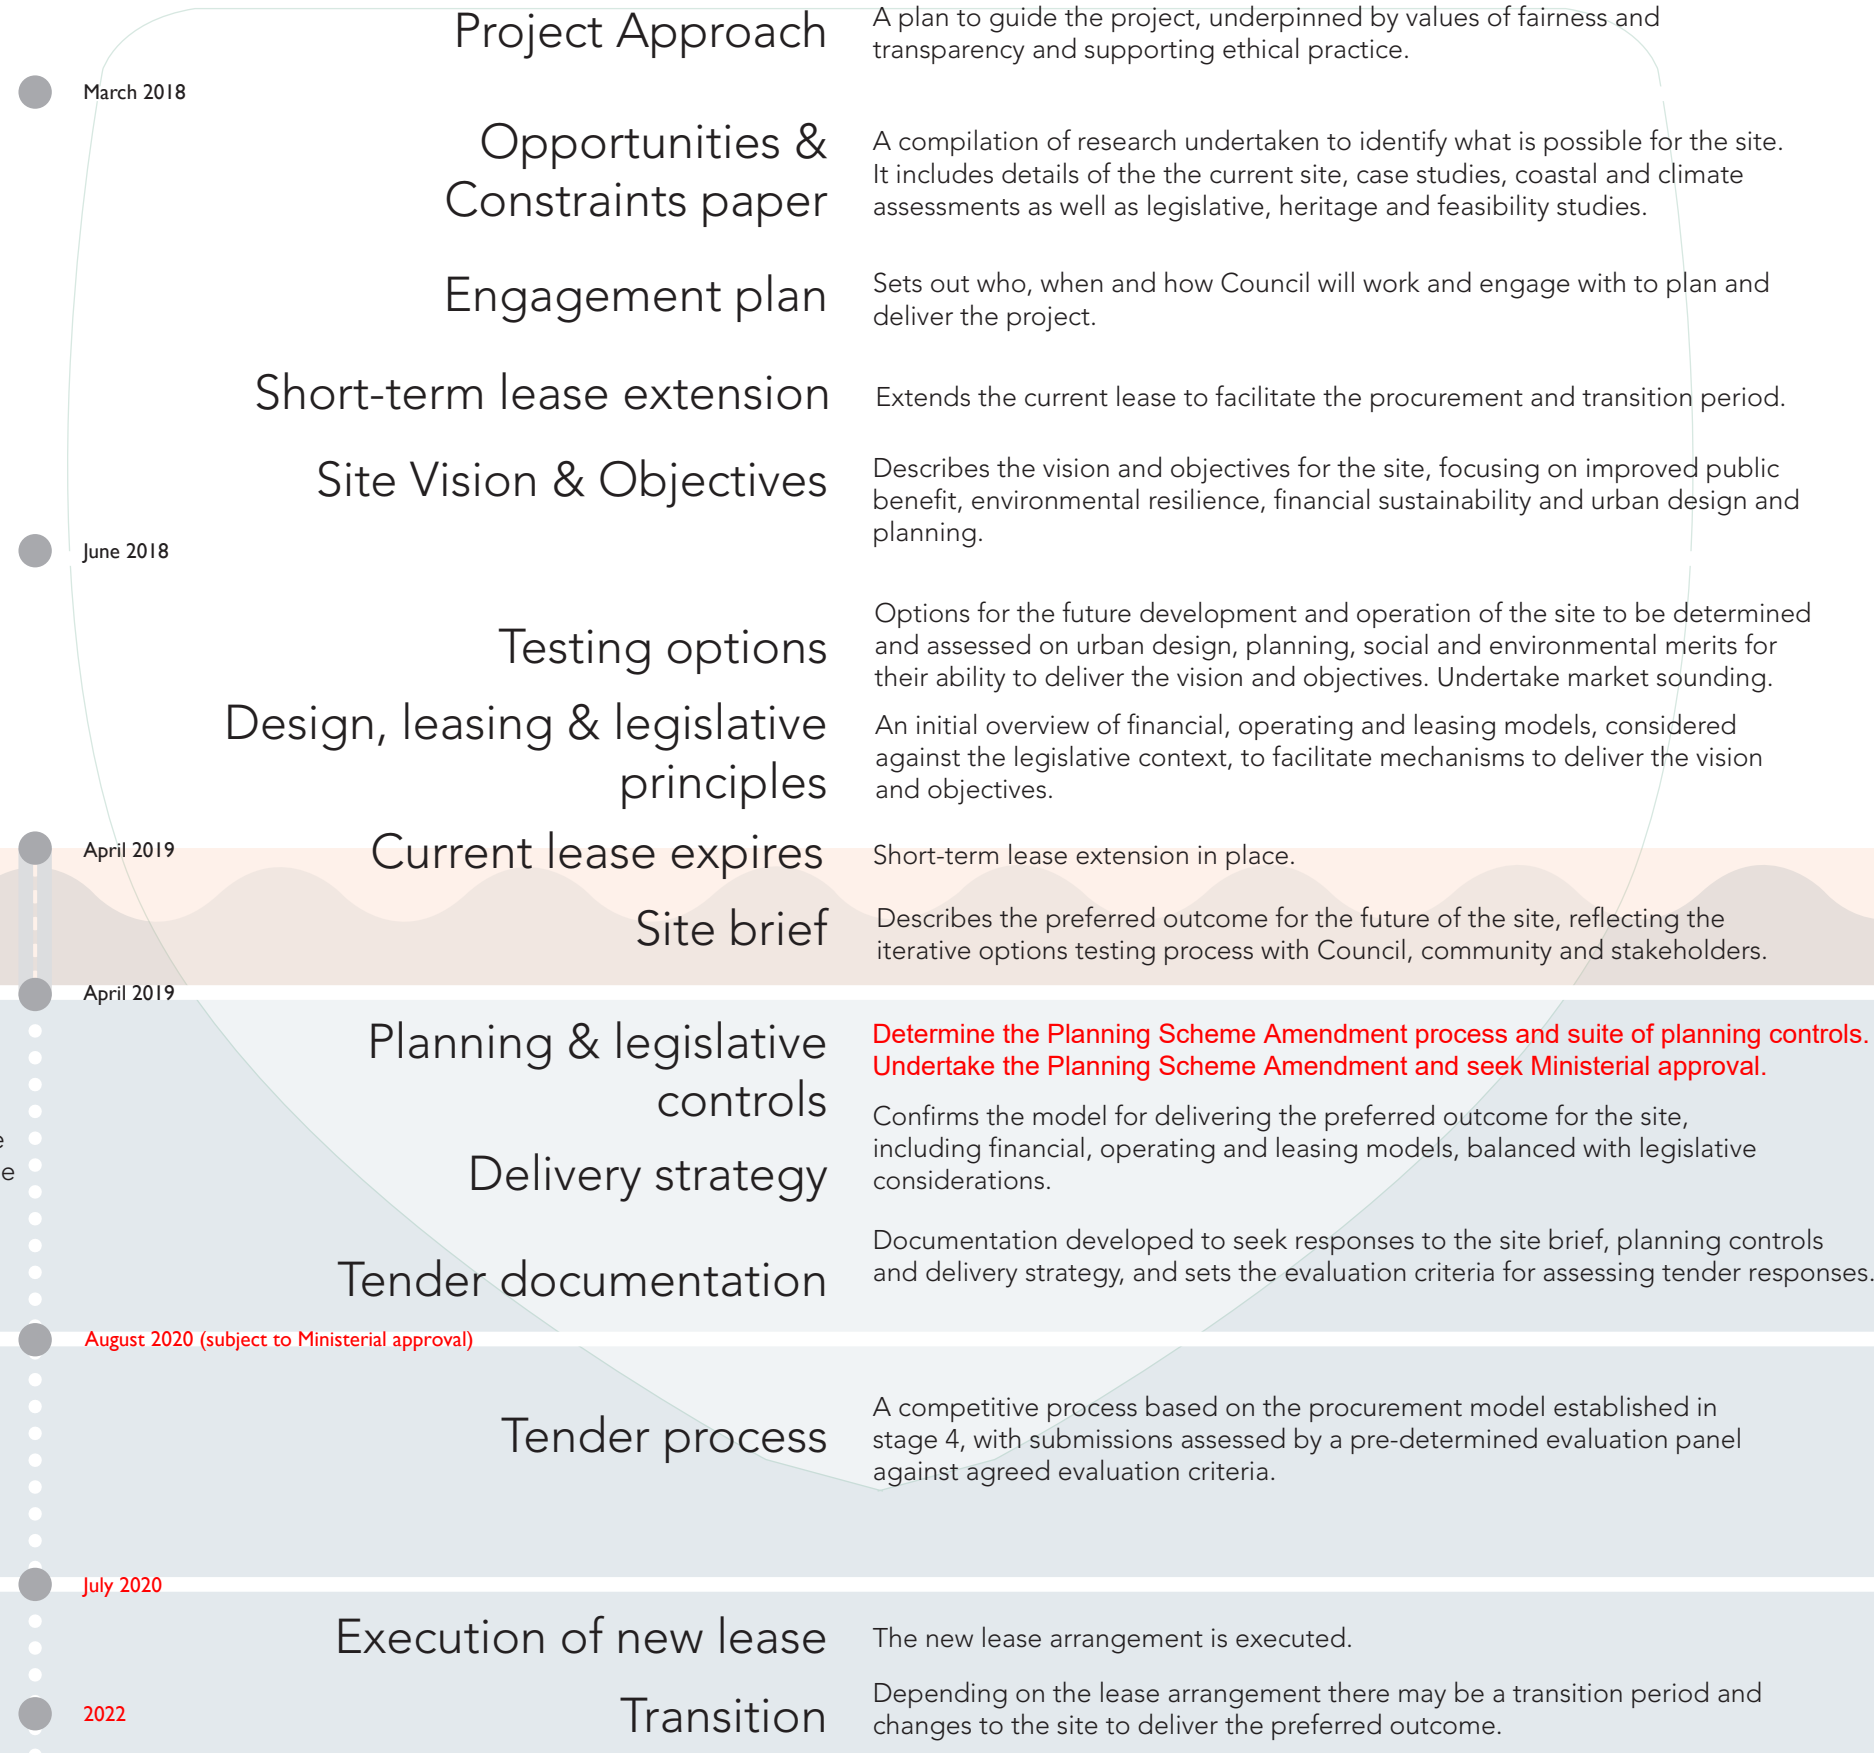 Project Approach
A plan to guide the project, underpinned by values of fairness and
transparency and supporting ethical practice.
March 2018
Opportunities &
Constraints paper
A compilation of research undertaken to identify what is possible for the site.
It includes details of the the current site, case studies, coastal and climate
assessments as well as legislative, heritage and feasibility studies.
Engagement plan
Sets out who, when and how Council will work and engage with to plan and
deliver the project.
Short-term lease extension
Extends the current lease to facilitate the procurement and transition period.
Site Vision & Objectives
Describes the vision and objectives for the site, focusing on improved public
benefit, environmental resilience, financial sustainability and urban design and
planning.
June 2018
Testing options
Options for the future development and operation of the site to be determined
and assessed on urban design, planning, social and environmental merits for
their ability to deliver the vision and objectives. Undertake market sounding.
Design, leasing & legislative
principles
An initial overview of financial, operating and leasing models, considered
against the legislative context, to facilitate mechanisms to deliver the vision
and objectives.
April 2019
Current lease expires
Short-term lease extension in place.
Site brief
Describes the preferred outcome for the future of the site, reflecting the
iterative options testing process with Council, community and stakeholders.
April 2019
Planning & legislative
controls
Determine the Planning Scheme Amendment process and suite of planning controls.
Undertake the Planning Scheme Amendment and seek Ministerial approval.
Delivery strategy
Confirms the model for delivering the preferred outcome for the site,
including financial, operating and leasing models, balanced with legislative
considerations.
Tender documentation
Documentation developed to seek responses to the site brief, planning controls
and delivery strategy, and sets the evaluation criteria for assessing tender responses.
August 2020 (subject to Ministerial approval)
Tender process
A competitive process based on the procurement model established in
stage 4, with submissions assessed by a pre-determined evaluation panel
against agreed evaluation criteria.
July 2020
Execution of new lease
The new lease arrangement is executed.
2022
Transition
Depending on the lease arrangement there may be a transition period and
changes to the site to deliver the preferred outcome.